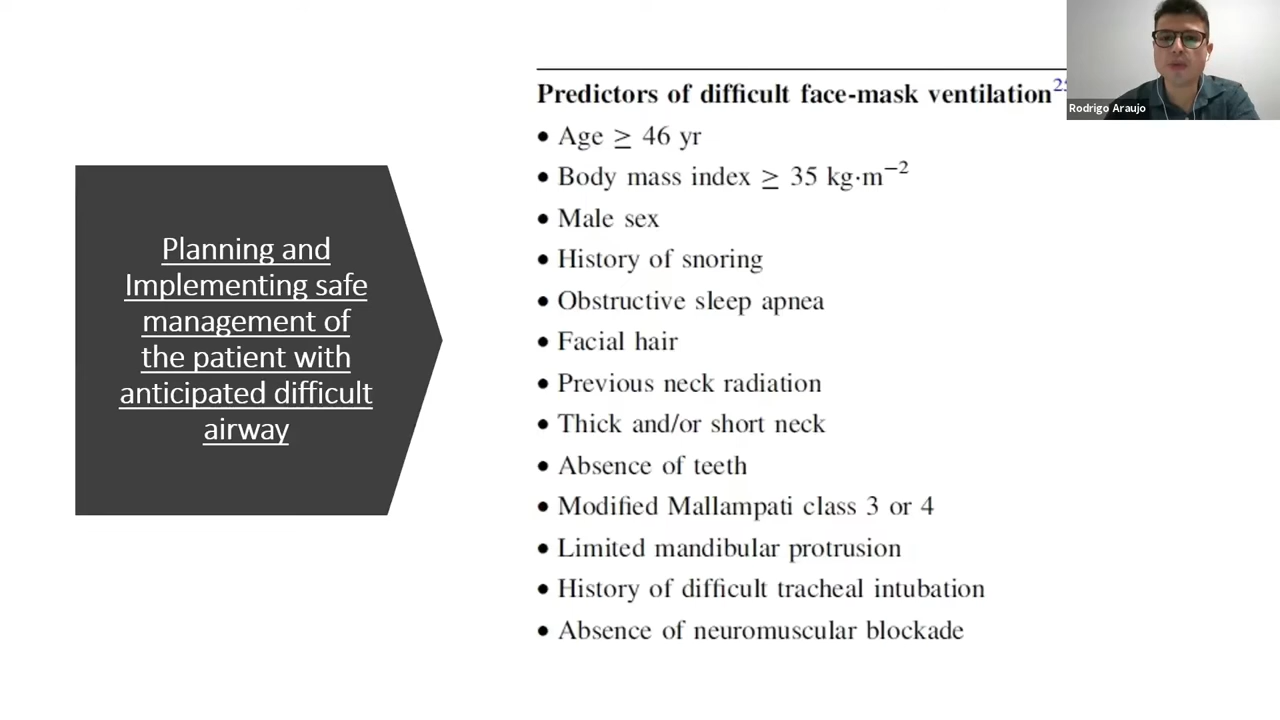 Planning and
Implementing safe
management of
the patient with
anticipated difficult
airway
Predictors of difficult face-mask ventilation
• Age ≥ 46 yr
• Body mass index ≥ 35 kg·m⁻²
• Male sex
• History of snoring
• Obstructive sleep apnea
• Facial hair
• Previous neck radiation
• Thick and/or short neck
• Absence of teeth
• Modified Mallampati class 3 or 4
• Limited mandibular protrusion
• History of difficult tracheal intubation
• Absence of neuromuscular blockade
Rodrigo Araujo